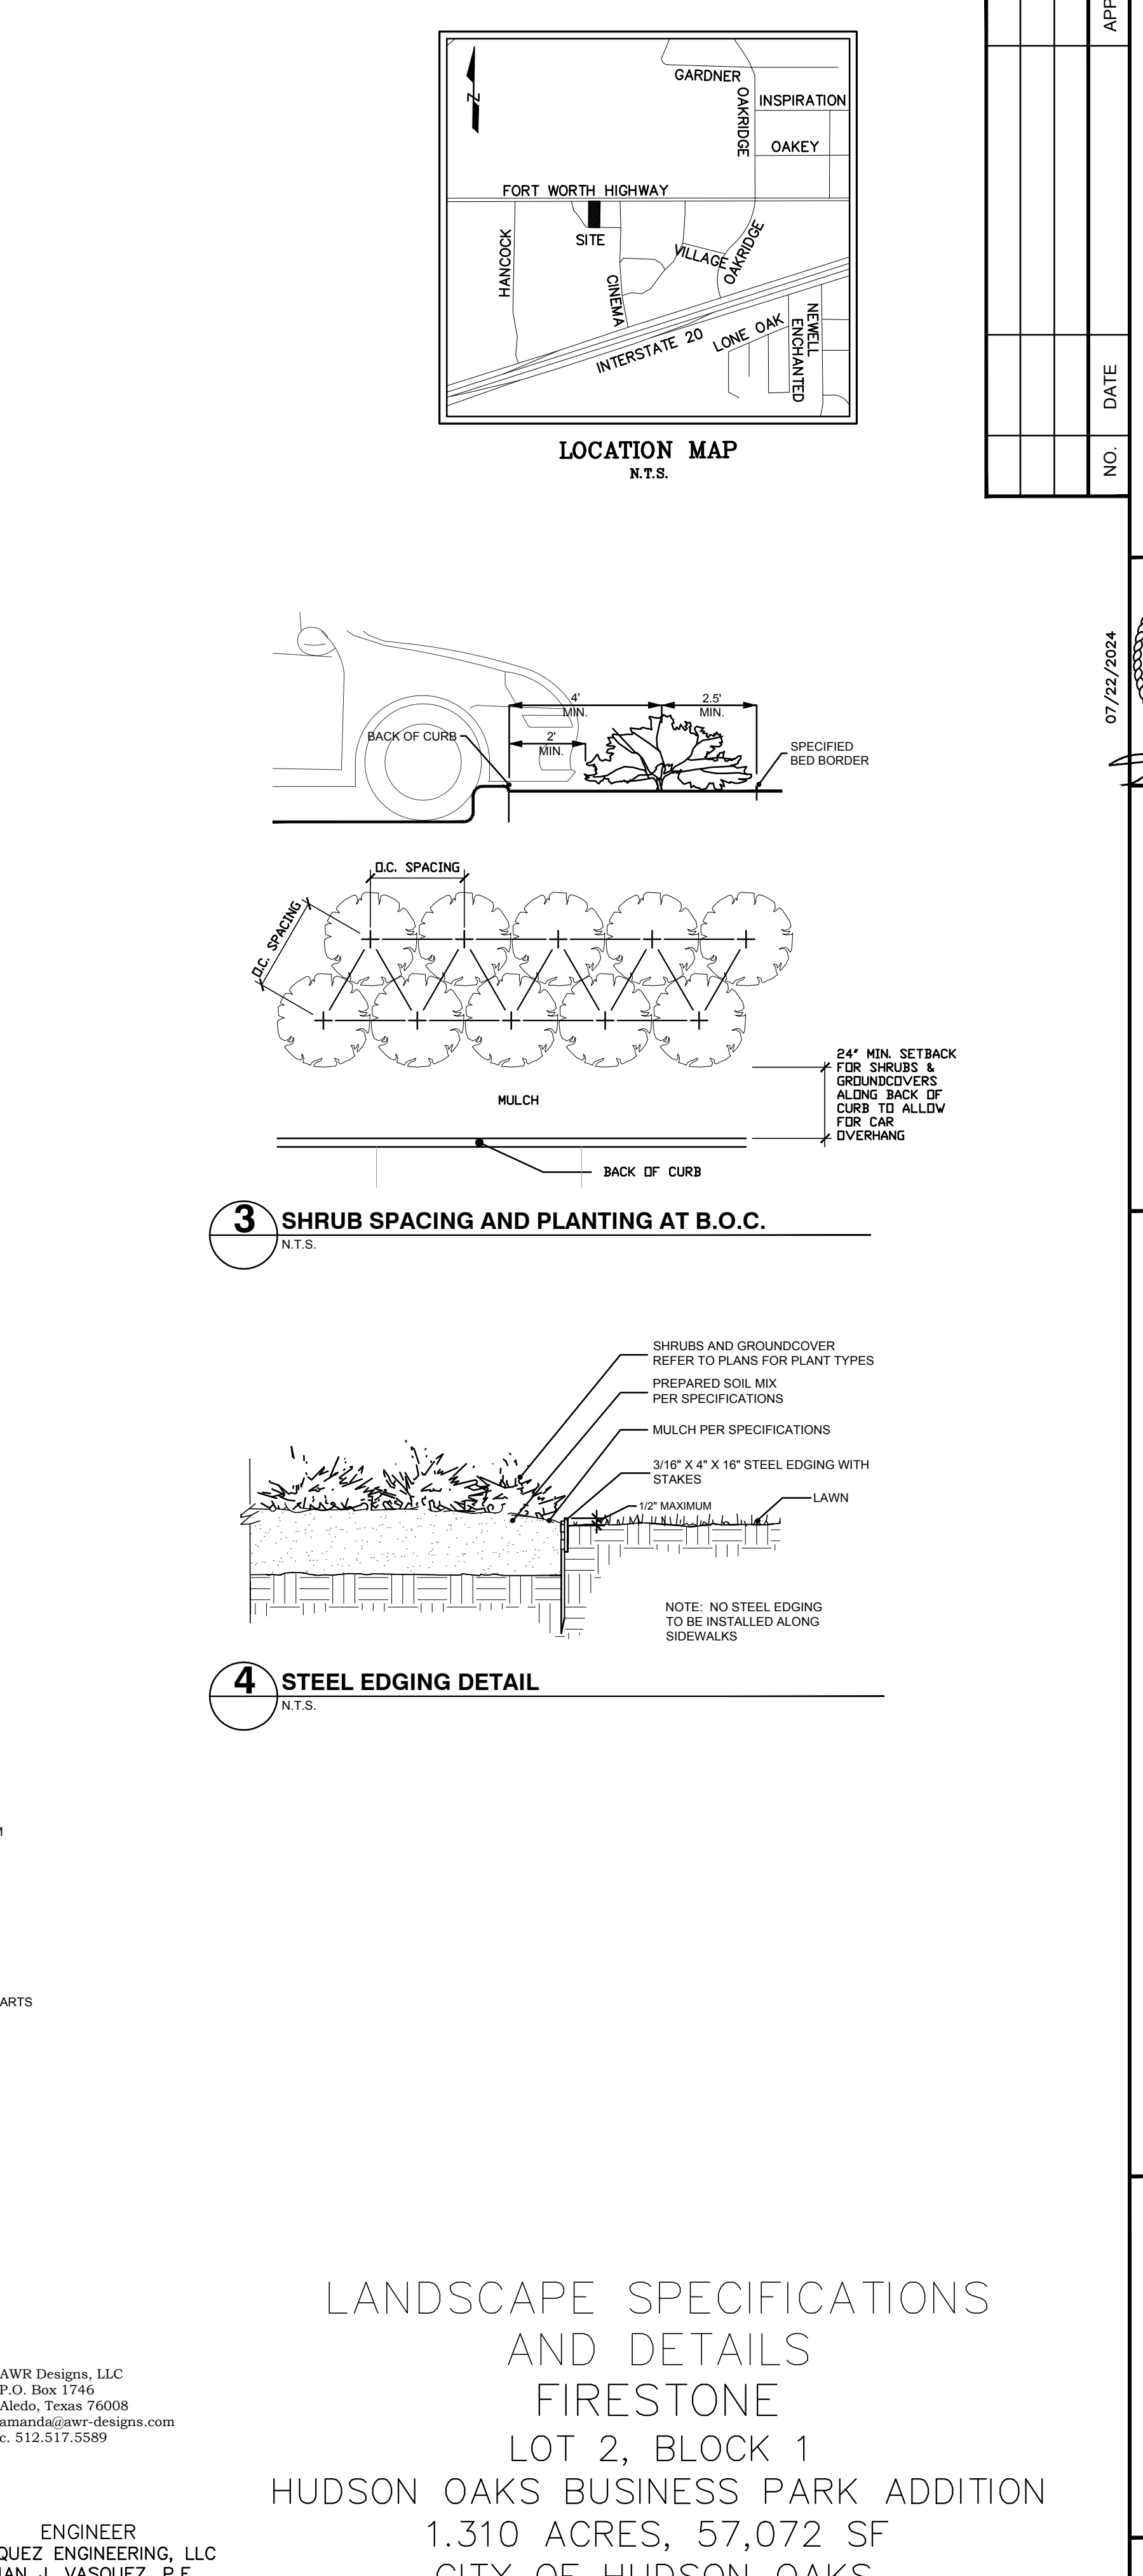 APP
DATE
NO.
07/22/2024
N
GARDNER
OAKRIDGE
INSPIRATION
OAKEY
FORT WORTH HIGHWAY
SITE
HANCOCK
CINEMA
VILLAGE
OAKRIDGE
INTERSTATE 20
LONE OAK
NEWELL
ENCHANTED
LOCATION MAP
N.T.S.
4'
MIN.
2.5'
MIN.
2'
MIN.
BACK OF CURB
SPECIFIED
BED BORDER
O.C. SPACING
O.C. SPACING
MULCH
24" MIN. SETBACK
FOR SHRUBS &
GROUNDCOVERS
ALONG BACK OF
CURB TO ALLOW
FOR CAR
OVERHANG
BACK OF CURB
3 SHRUB SPACING AND PLANTING AT B.O.C.
N.T.S.
SHRUBS AND GROUNDCOVER
REFER TO PLANS FOR PLANT TYPES
PREPARED SOIL MIX
PER SPECIFICATIONS
MULCH PER SPECIFICATIONS
3/16" X 4" X 16" STEEL EDGING WITH
STAKES
1/2" MAXIMUM
LAWN
NOTE: NO STEEL EDGING
TO BE INSTALLED ALONG
SIDEWALKS
4 STEEL EDGING DETAIL
N.T.S.
ARTS
AWR Designs, LLC
P.O. Box 1746
Aledo, Texas 76008
amanda@awr-designs.com
c. 512.517.5589
ENGINEER
QUEZ ENGINEERING, LLC
J. VASQUEZ, P.E.
LANDSCAPE SPECIFICATIONS
AND DETAILS
FIRESTONE
LOT 2, BLOCK 1
HUDSON OAKS BUSINESS PARK ADDITION
1.310 ACRES, 57,072 SF
CITY OF HUDSON OAKS